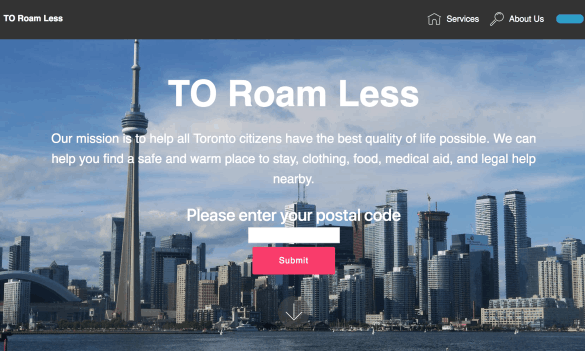 TO Roam Less
Services
About Us
TO Roam Less
Our mission is to help all Toronto citizens have the best quality of life possible. We can
help you find a safe and warm place to stay, clothing, food, medical aid, and legal help
nearby.
Please enter your postal code
Submit